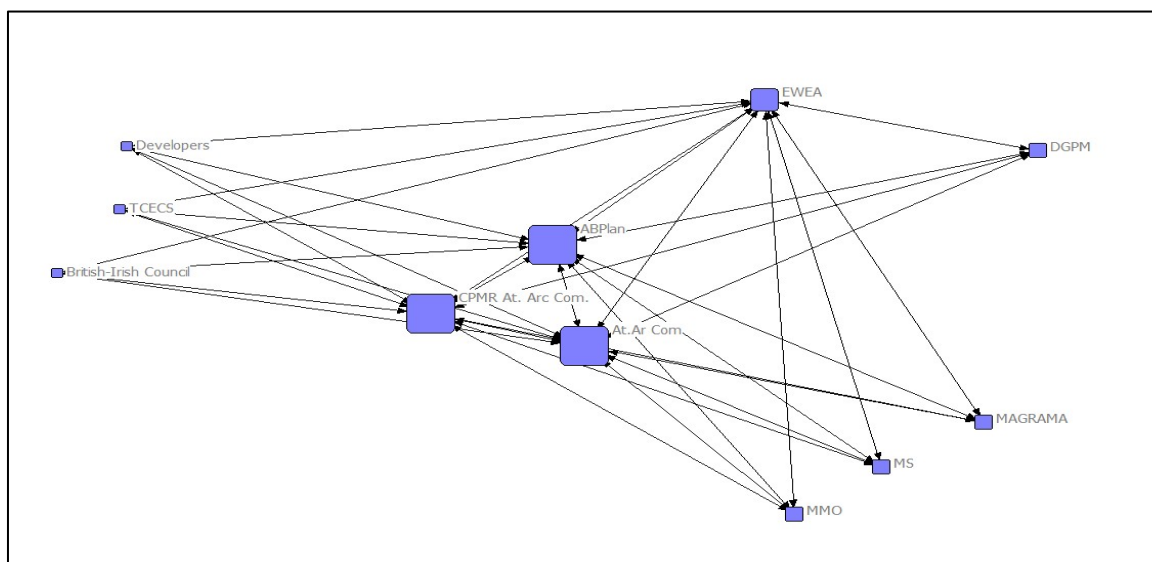 EWEA
Developers
DGPM
TCECS
ABPlan
British-Irish Council
CPMR At. Arc Com.
At.Ar Com.
MAGRAMA
MS
MMO